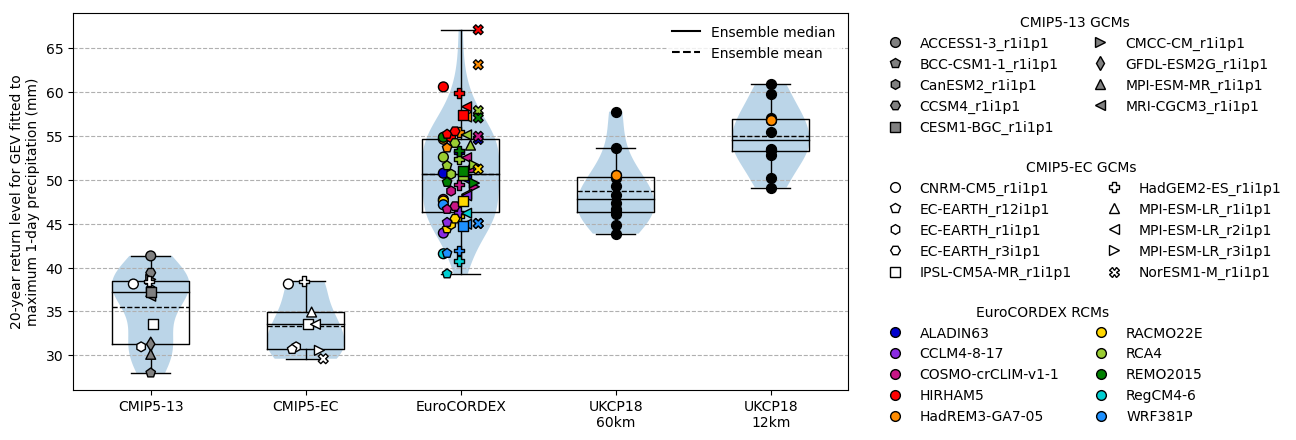 20-year return level for GEV fitted to
maximum 1-day precipitation (mm)
65
60
55
50
45
40
35
30
Ensemble median
Ensemble mean
CMIP5-13
CMIP5-EC
EuroCORDEX
UKCP18
60km
UKCP18
12km
CMIP5-13 GCMs
ACCESS1-3_r1i1p1
BCC-CSM1-1_r1i1p1
CanESM2_r1i1p1
CCSM4_r1i1p1
CESM1-BGC_r1i1p1
CMCC-CM_r1i1p1
GFDL-ESM2G_r1i1p1
MPI-ESM-MR_r1i1p1
MRI-CGCM3_r1i1p1
CMIP5-EC GCMs
CNRM-CM5_r1i1p1
EC-EARTH_r12i1p1
EC-EARTH_r1i1p1
EC-EARTH_r3i1p1
IPSL-CM5A-MR_r1i1p1
HadGEM2-ES_r1i1p1
MPI-ESM-LR_r1i1p1
MPI-ESM-LR_r2i1p1
MPI-ESM-LR_r3i1p1
NorESM1-M_r1i1p1
EuroCORDEX RCMs
ALADIN63
CCLM4-8-17
COSMO-crCLIM-v1-1
HIRHAM5
HadREM3-GA7-05
RACMO22E
RCA4
REMO2015
RegCM4-6
WRF381P